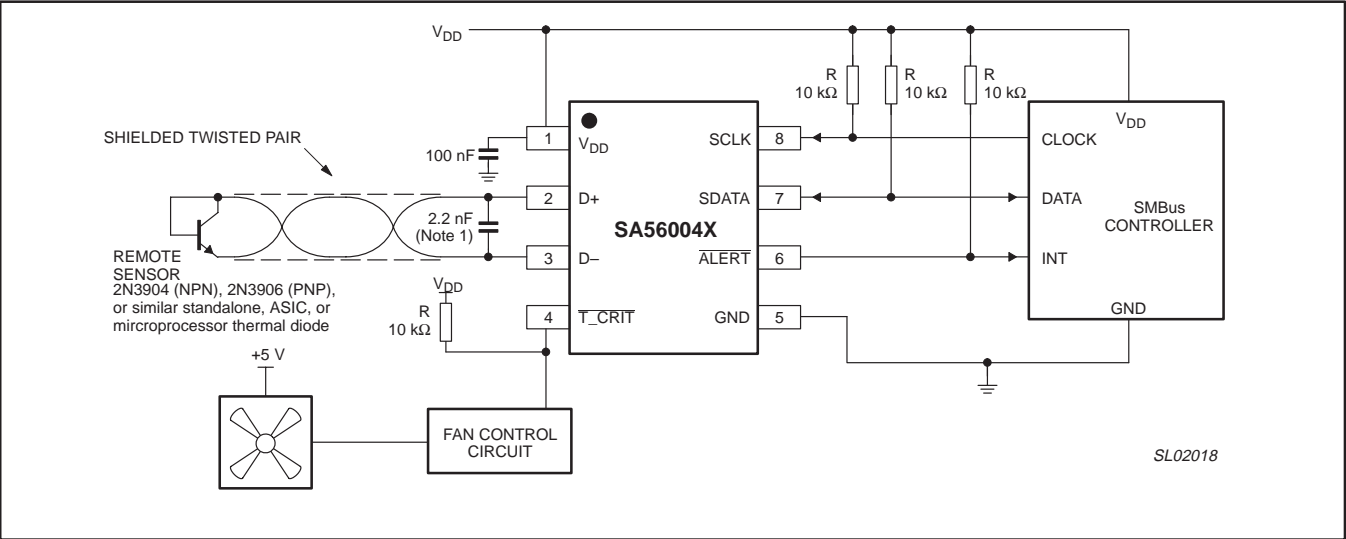 VDD
R
10 kΩ
R
10 kΩ
R
10 kΩ
SHIELDED TWISTED PAIR
100 nF
1
VDD
SCLK
8
VDD
CLOCK
2
D+
SDATA
7
DATA
2.2 nF
(Note 1)
SA56004X
SMBus
CONTROLLER
3
D–
ALERT
6
INT
REMOTE
SENSOR
2N3904 (NPN), 2N3906 (PNP),
or similar standalone, ASIC, or
mircroprocessor thermal diode
VDD
R
10 kΩ
4
T_CRIT
GND
5
GND
+5 V
FAN CONTROL
CIRCUIT
SL02018